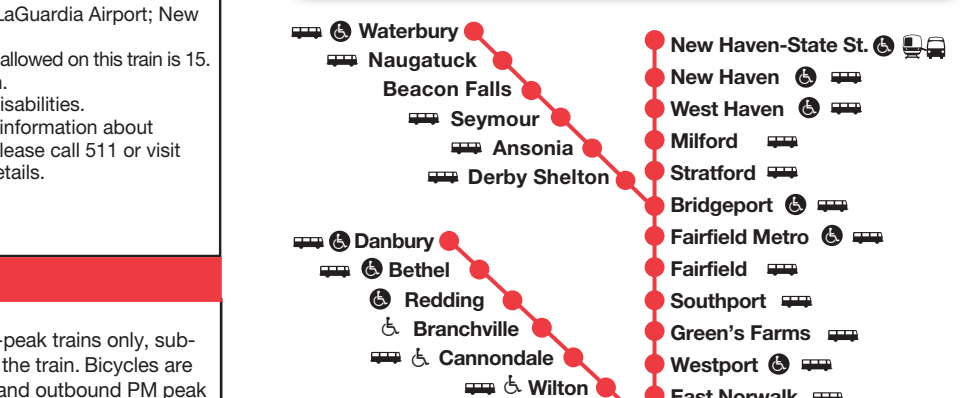 LaGuardia Airport; New
allowed on this train is 15.
isabilities.
information about
lease call 511 or visit
etails.
-peak trains only, sub-
the train. Bicycles are
and outbound PM peak
Waterbury
Naugatuck
Beacon Falls
Seymour
Ansonia
Derby Shelton
Danbury
Bethel
Redding
Branchville
Cannondale
Wilton
New Haven-State St.
New Haven
West Haven
Milford
Stratford
Bridgeport
Fairfield Metro
Fairfield
Southport
Green's Farms
Westport
East Norwalk